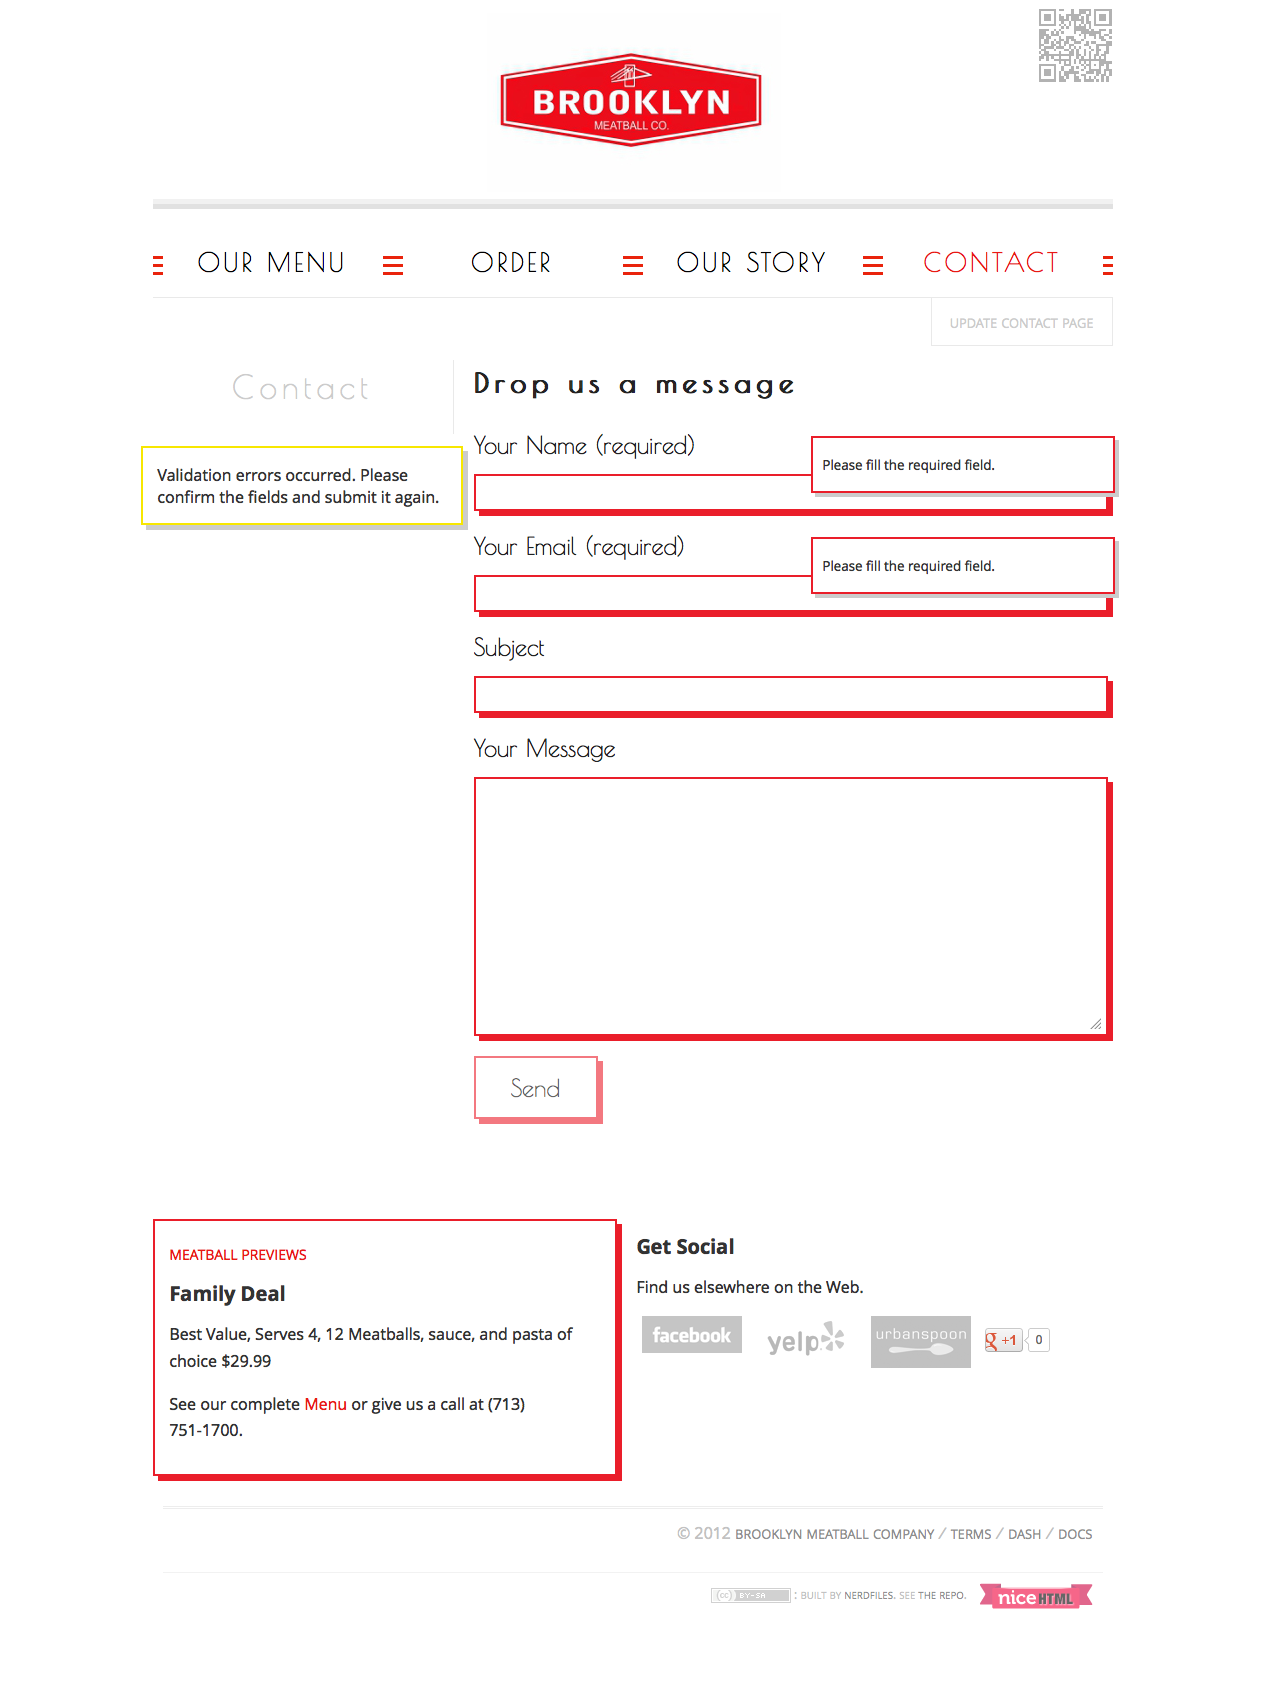 BROOKLYN
MEATBALL CO.
OUR MENU
ORDER
OUR STORY
CONTACT
UPDATE CONTACT PAGE
Contact
Validation errors occurred. Please
confirm the fields and submit it again.
Drop us a message
Your Name (required)
Please fill the required field.
Your Email (required)
Please fill the required field.
Subject
Your Message
Send
MEATBALL PREVIEWS
Family Deal
Best Value, Serves 4, 12 Meatballs, sauce, and pasta of
choice $29.99
See our complete Menu or give us a call at (713)
751-1700.
Get Social
Find us elsewhere on the Web.
facebook
yelp
urbanspoon
g +1
0
© 2012 BROOKLYN MEATBALL COMPANY / TERMS / DASH / DOCS
cc BY-SA : BUILT BY NERDFILES. SEE THE REPO.
nice HTML